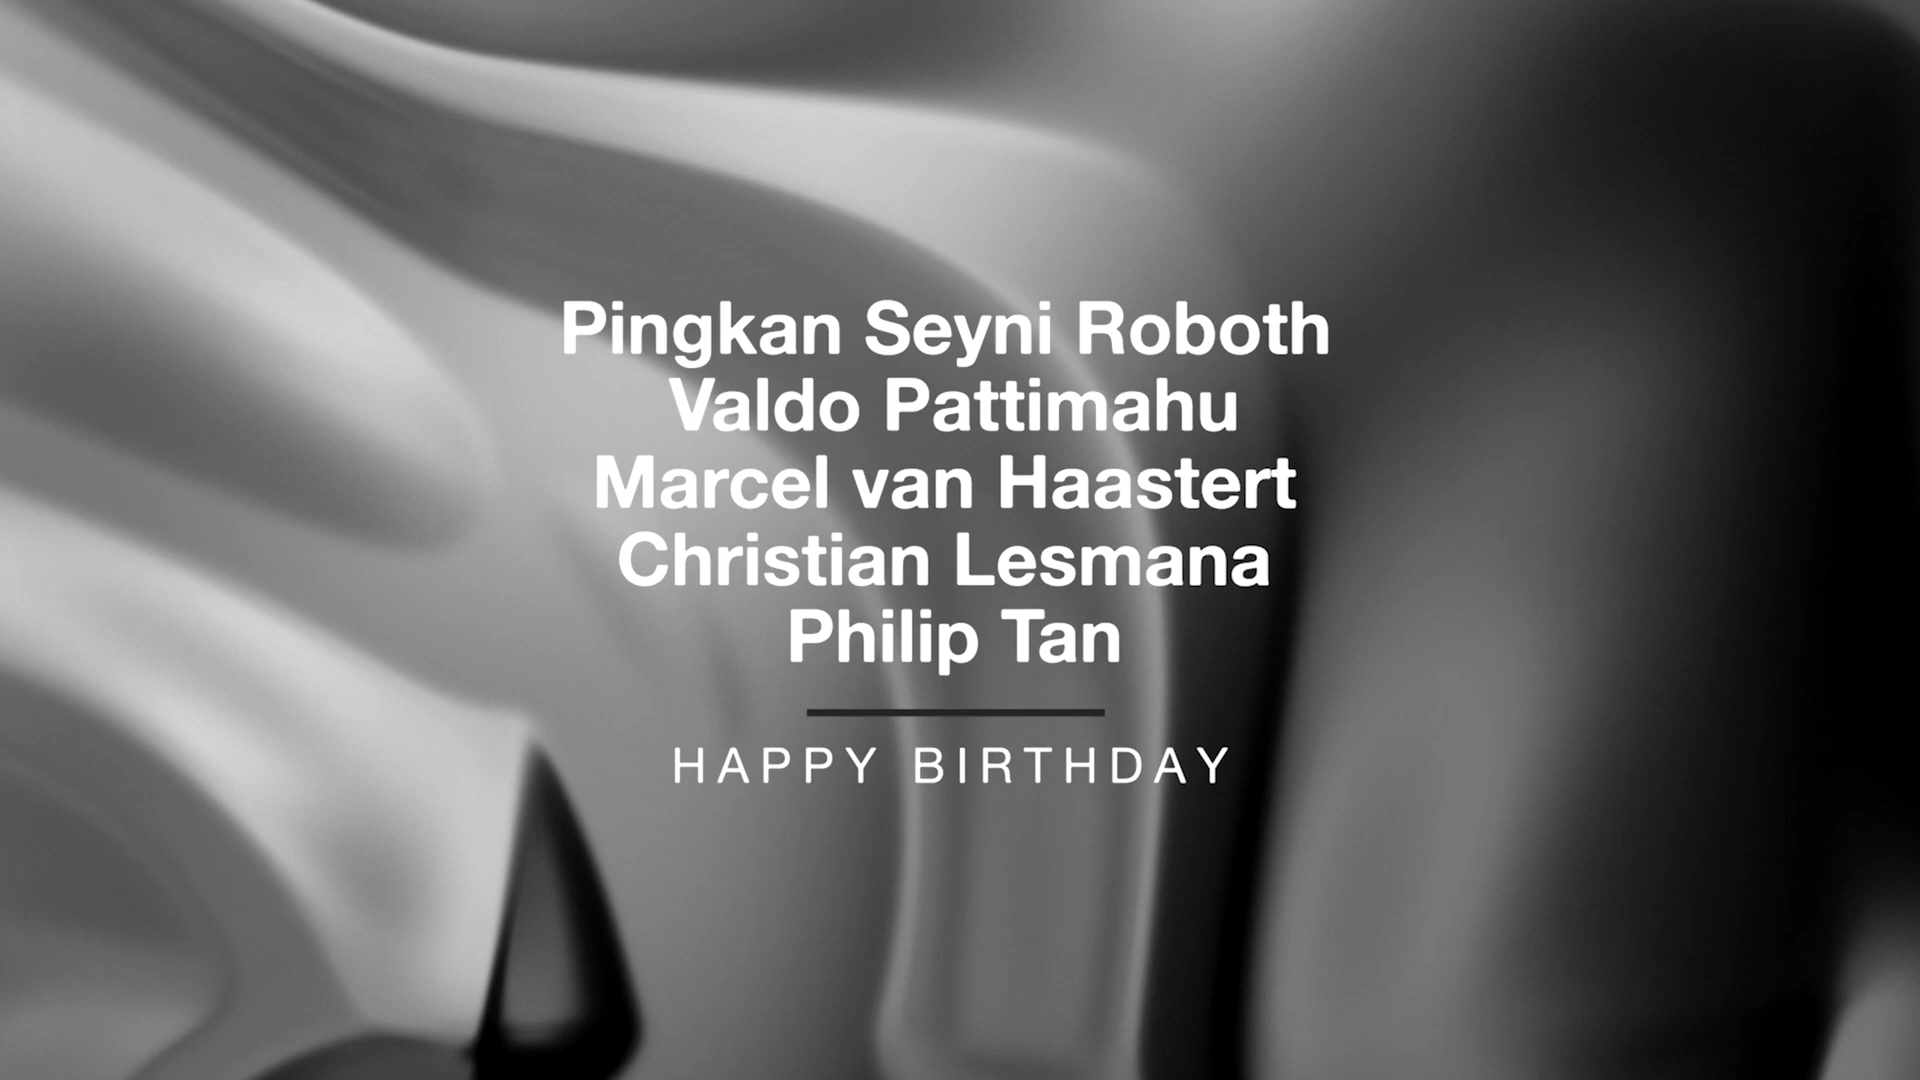 Pingkan Seyni Roboth
Valdo Pattimahu
Marcel van Haastert
Christian Lesmana
Philip Tan
HAPPY BIRTHDAY